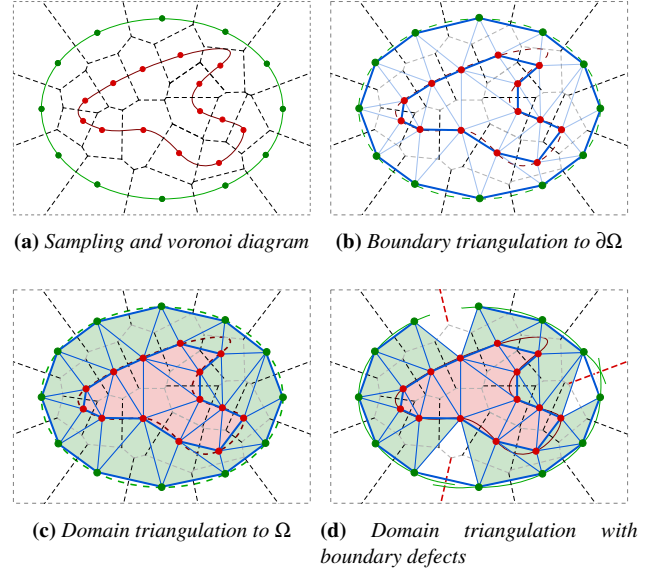 (a) Sampling and voronoi diagram
(b) Boundary triangulation to ∂Ω
(c) Domain triangulation to Ω
(d) Domain triangulation with
boundary defects